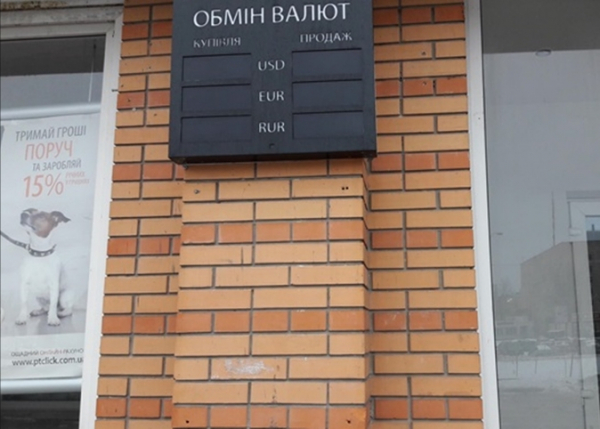 ОБМІН ВАЛЮТ
КУПІВЛЯ ПРОДАЖ
USD
EUR
RUR
ТРИМАЙ ГРОШІ
ПОРУЧ
ТА ЗАРОБЛЯЙ
15%
www.ptclick.com.ua